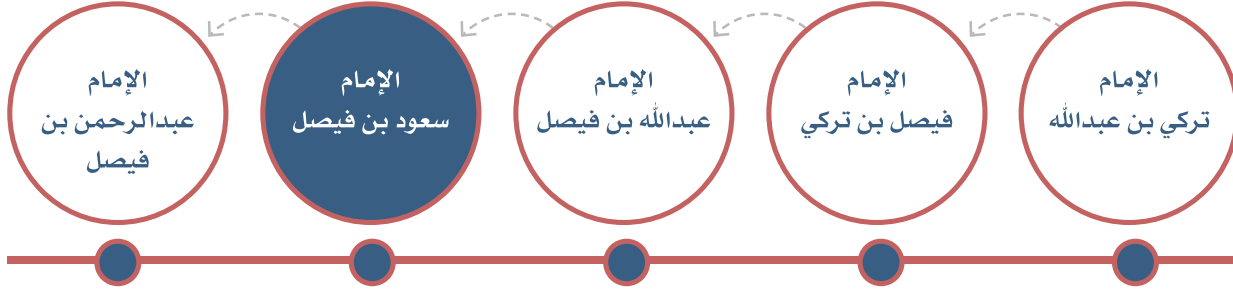 الإمام
تركي بن عبدالله
الإمام
فيصل بن تركي
الإمام
عبدالله بن فيصل
الإمام
سعود بن فيصل
الإمام
عبدالرحمن بن
فيصل